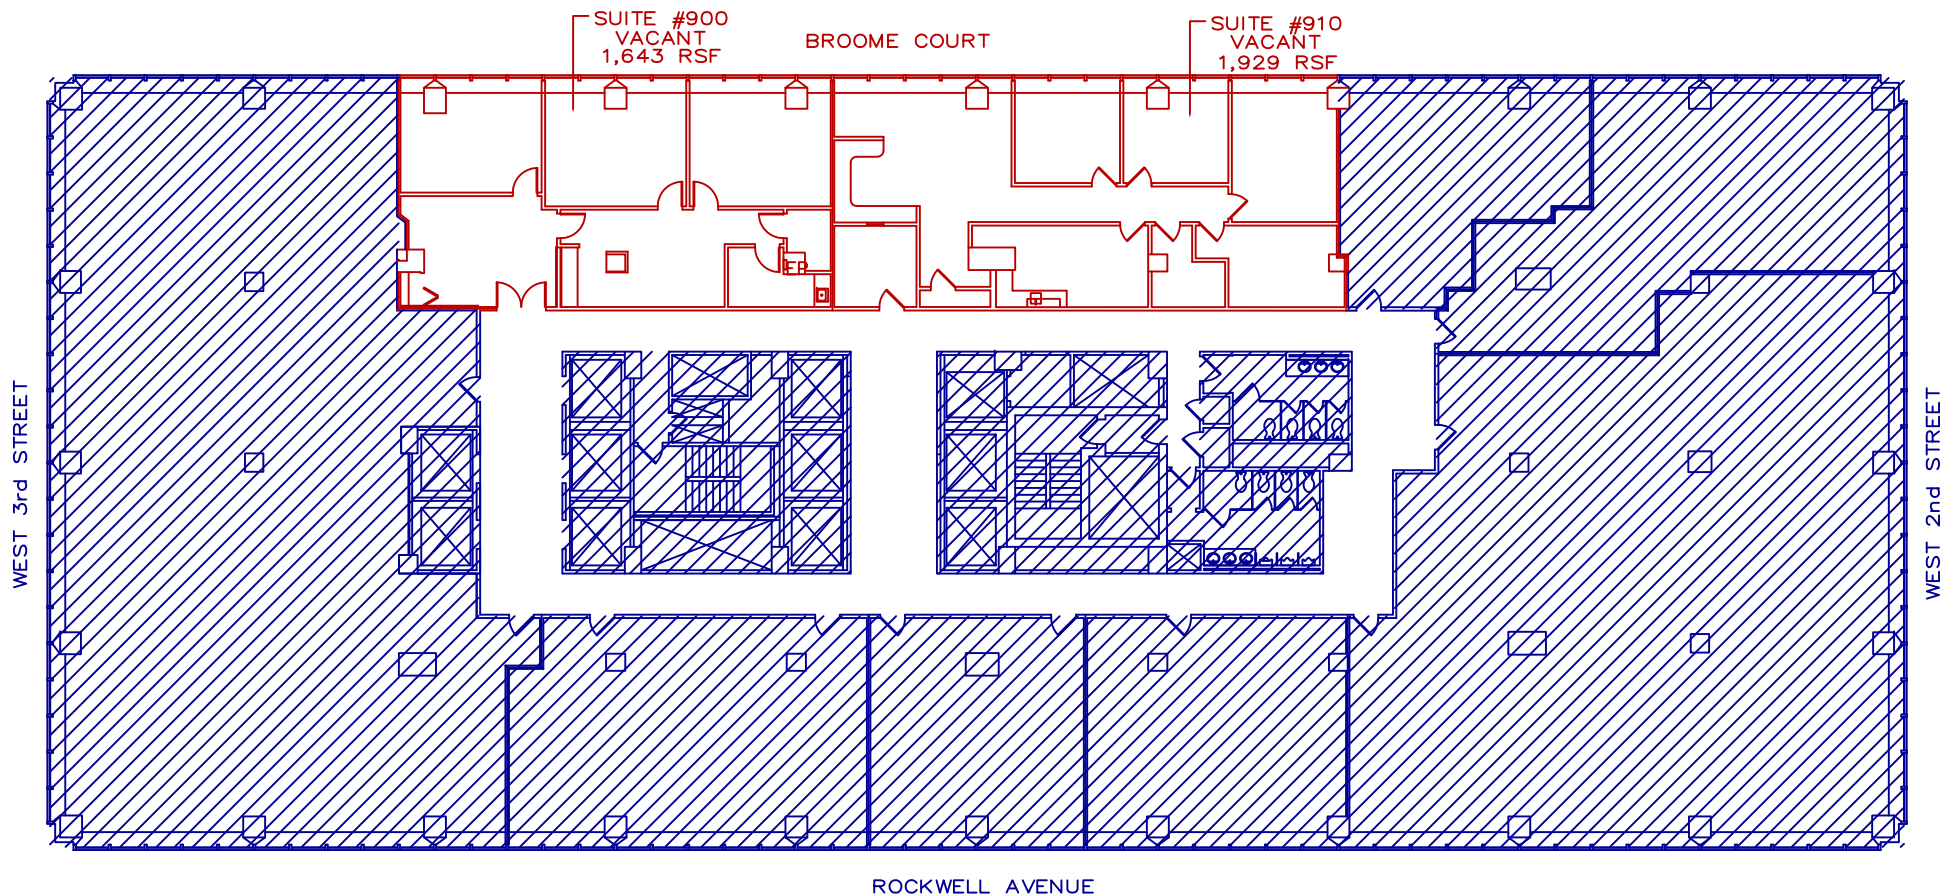 SUITE #900
VACANT
1,643 RSF
BROOME COURT
SUITE #910
VACANT
1,929 RSF
EP
WEST 3rd STREET
WEST 2nd STREET
ROCKWELL AVENUE